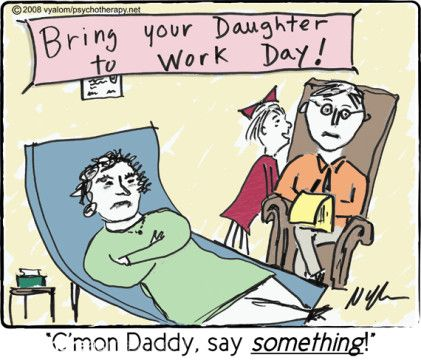 ©2008 vyalom/psychotherapy.net
Bring your Daughter
to Work Day!
"C'mon Daddy, say something!"